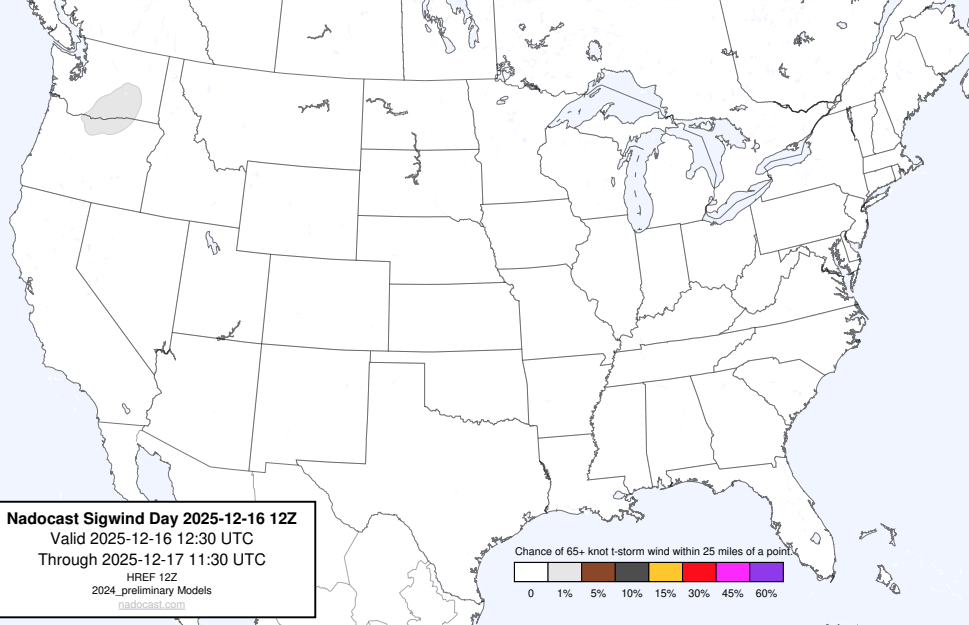 Nadocast Sigwind Day 2025-12-16 12Z
Valid 2025-12-16 12:30 UTC
Through 2025-12-17 11:30 UTC
HREF 12Z
2024_preliminary Models
nadocast.com
Chance of 65+ knot t-storm wind within 25 miles of a point.
0 1% 5% 10% 15% 30% 45% 60%